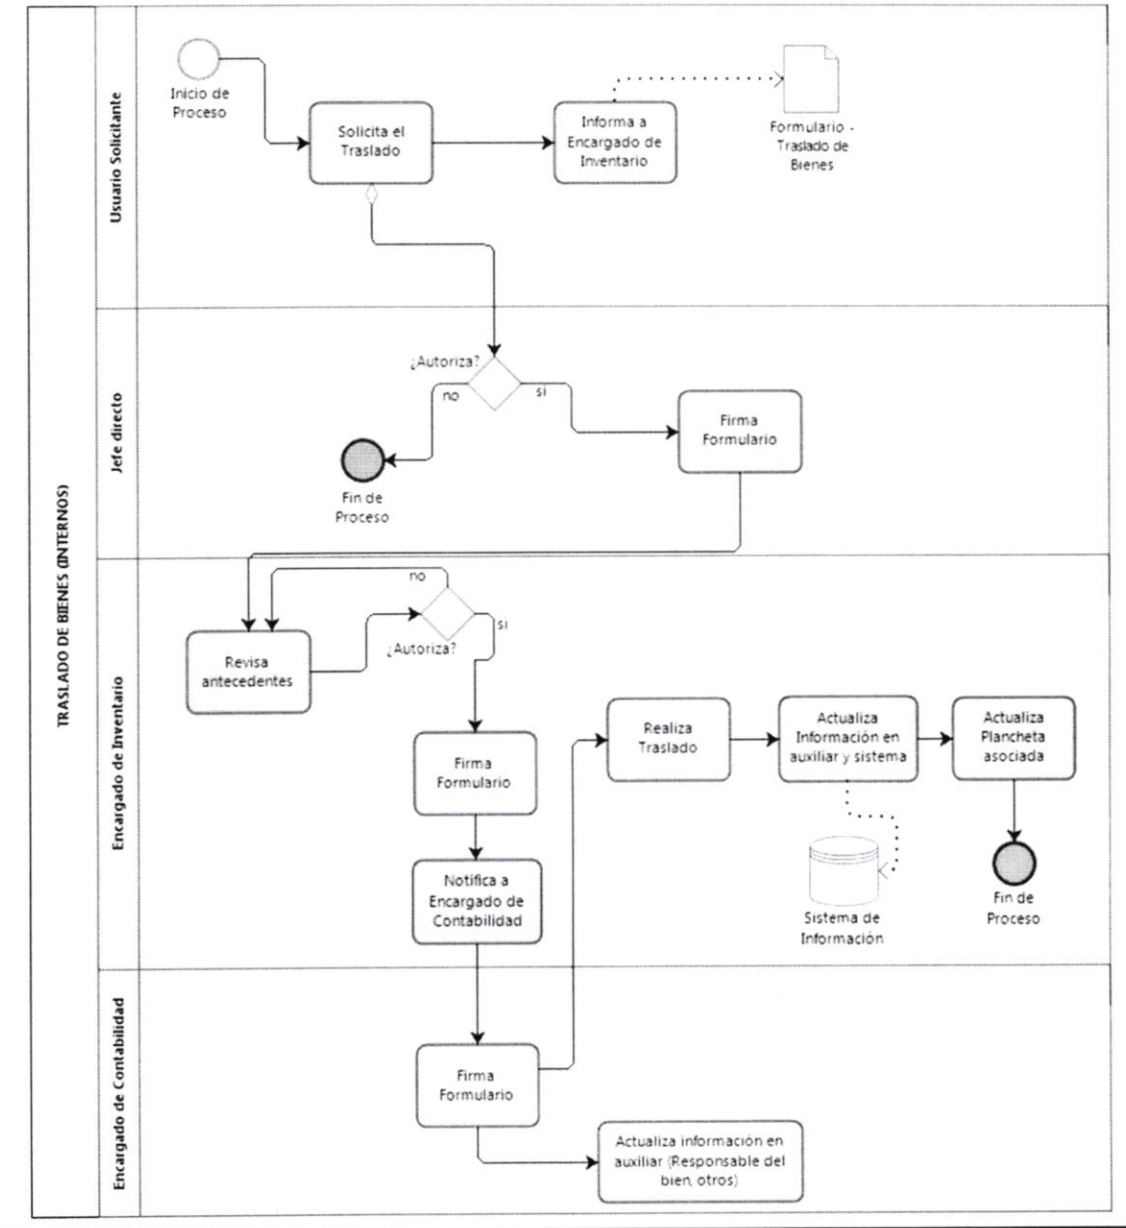 TRASLADO DE BIENES (INTERNOS)
Usuario Solicitante
Inicio de
Proceso
Solicita el
Traslado
Informa a
Encargado de
Inventario
Formulario -
Traslado de
Bienes
Jefe directo
¿Autoriza?
no
si
Firma
Formulario
Fin de
Proceso
Encargado de Inventario
no
¿Autoriza?
si
Revisa
antecedentes
Firma
Formulario
Notifica a
Encargado de
Contabilidad
Realiza
Traslado
Actualiza
Información en
auxiliar y sistema
Actualiza
Plancheta
asociada
Sistema de
Información
Fin de
Proceso
Encargado de Contabilidad
Firma
Formulario
Actualiza información en
auxiliar (Responsable del
bien, otros)